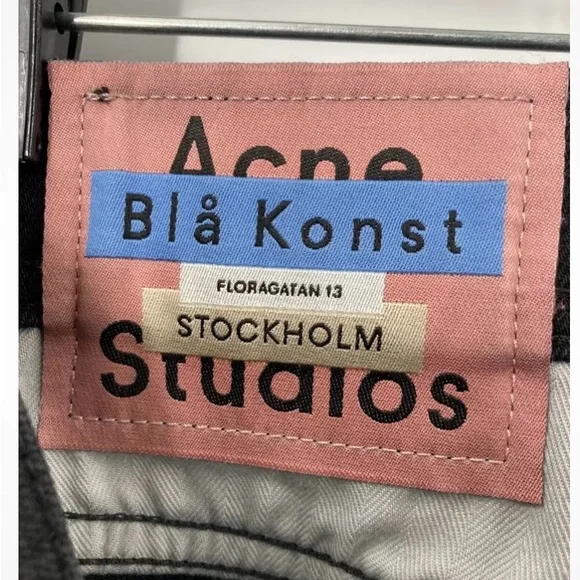 Acne
Blå Konst
FLORAGATAN 13
STOCKHOLM
Studios